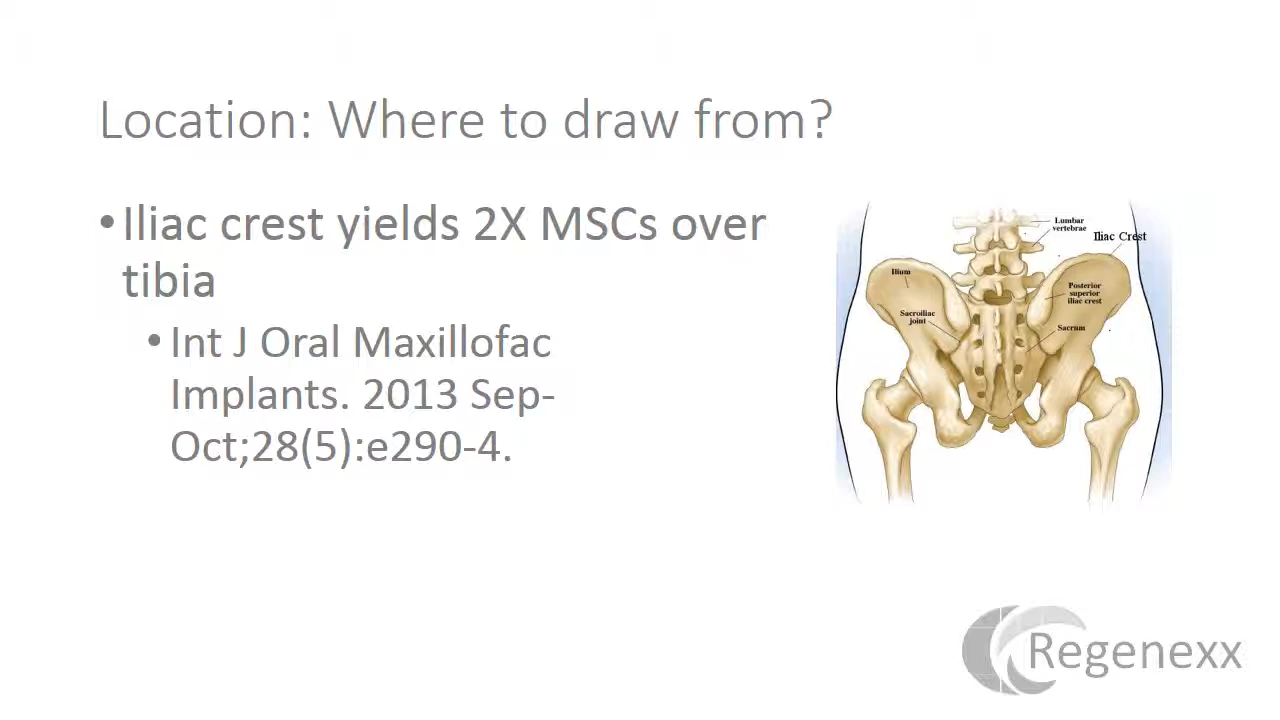 Location: Where to draw from?
•Iliac crest yields 2X MSCs over
tibia
•Int J Oral Maxillofac
Implants. 2013 Sep-
Oct;28(5):e290-4.
Lumbar
vertebrae
Iliac Crest
Ilium
Posterior
superior
iliac crest
Sacroiliac
joint
Sacrum
Regenexx